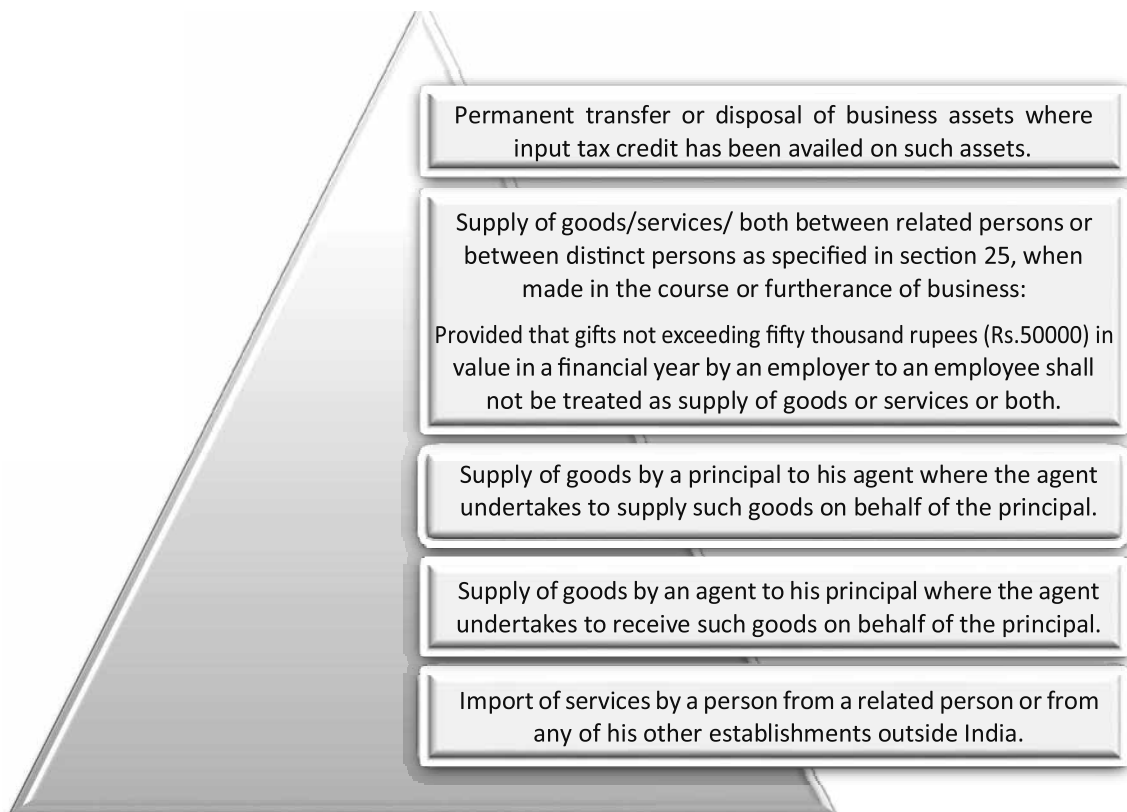 Permanent transfer or disposal of business assets where
input tax credit has been availed on such assets.
Supply of goods/services/ both between related persons or
between distinct persons as specified in section 25, when
made in the course or furtherance of business:
Provided that gifts not exceeding fifty thousand rupees (Rs.50000) in
value in a financial year by an employer to an employee shall
not be treated as supply of goods or services or both.
Supply of goods by a principal to his agent where the agent
undertakes to supply such goods on behalf of the principal.
Supply of goods by an agent to his principal where the agent
undertakes to receive such goods on behalf of the principal.
Import of services by a person from a related person or from
any of his other establishments outside India.